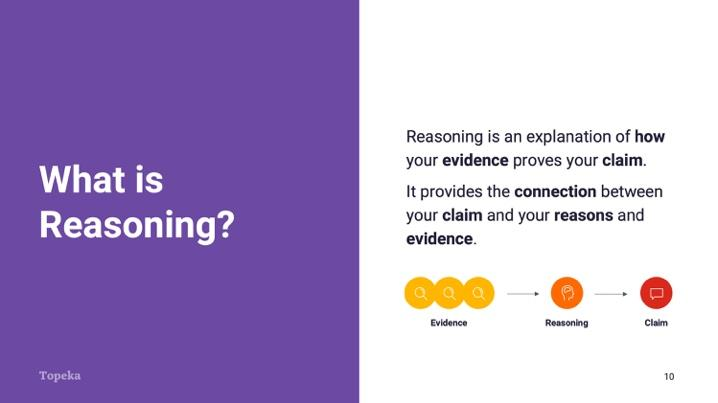 What is
Reasoning?
Reasoning is an explanation of how
your evidence proves your claim.
It provides the connection between
your claim and your reasons and
evidence.
Evidence
Reasoning
Claim
Topeka
10